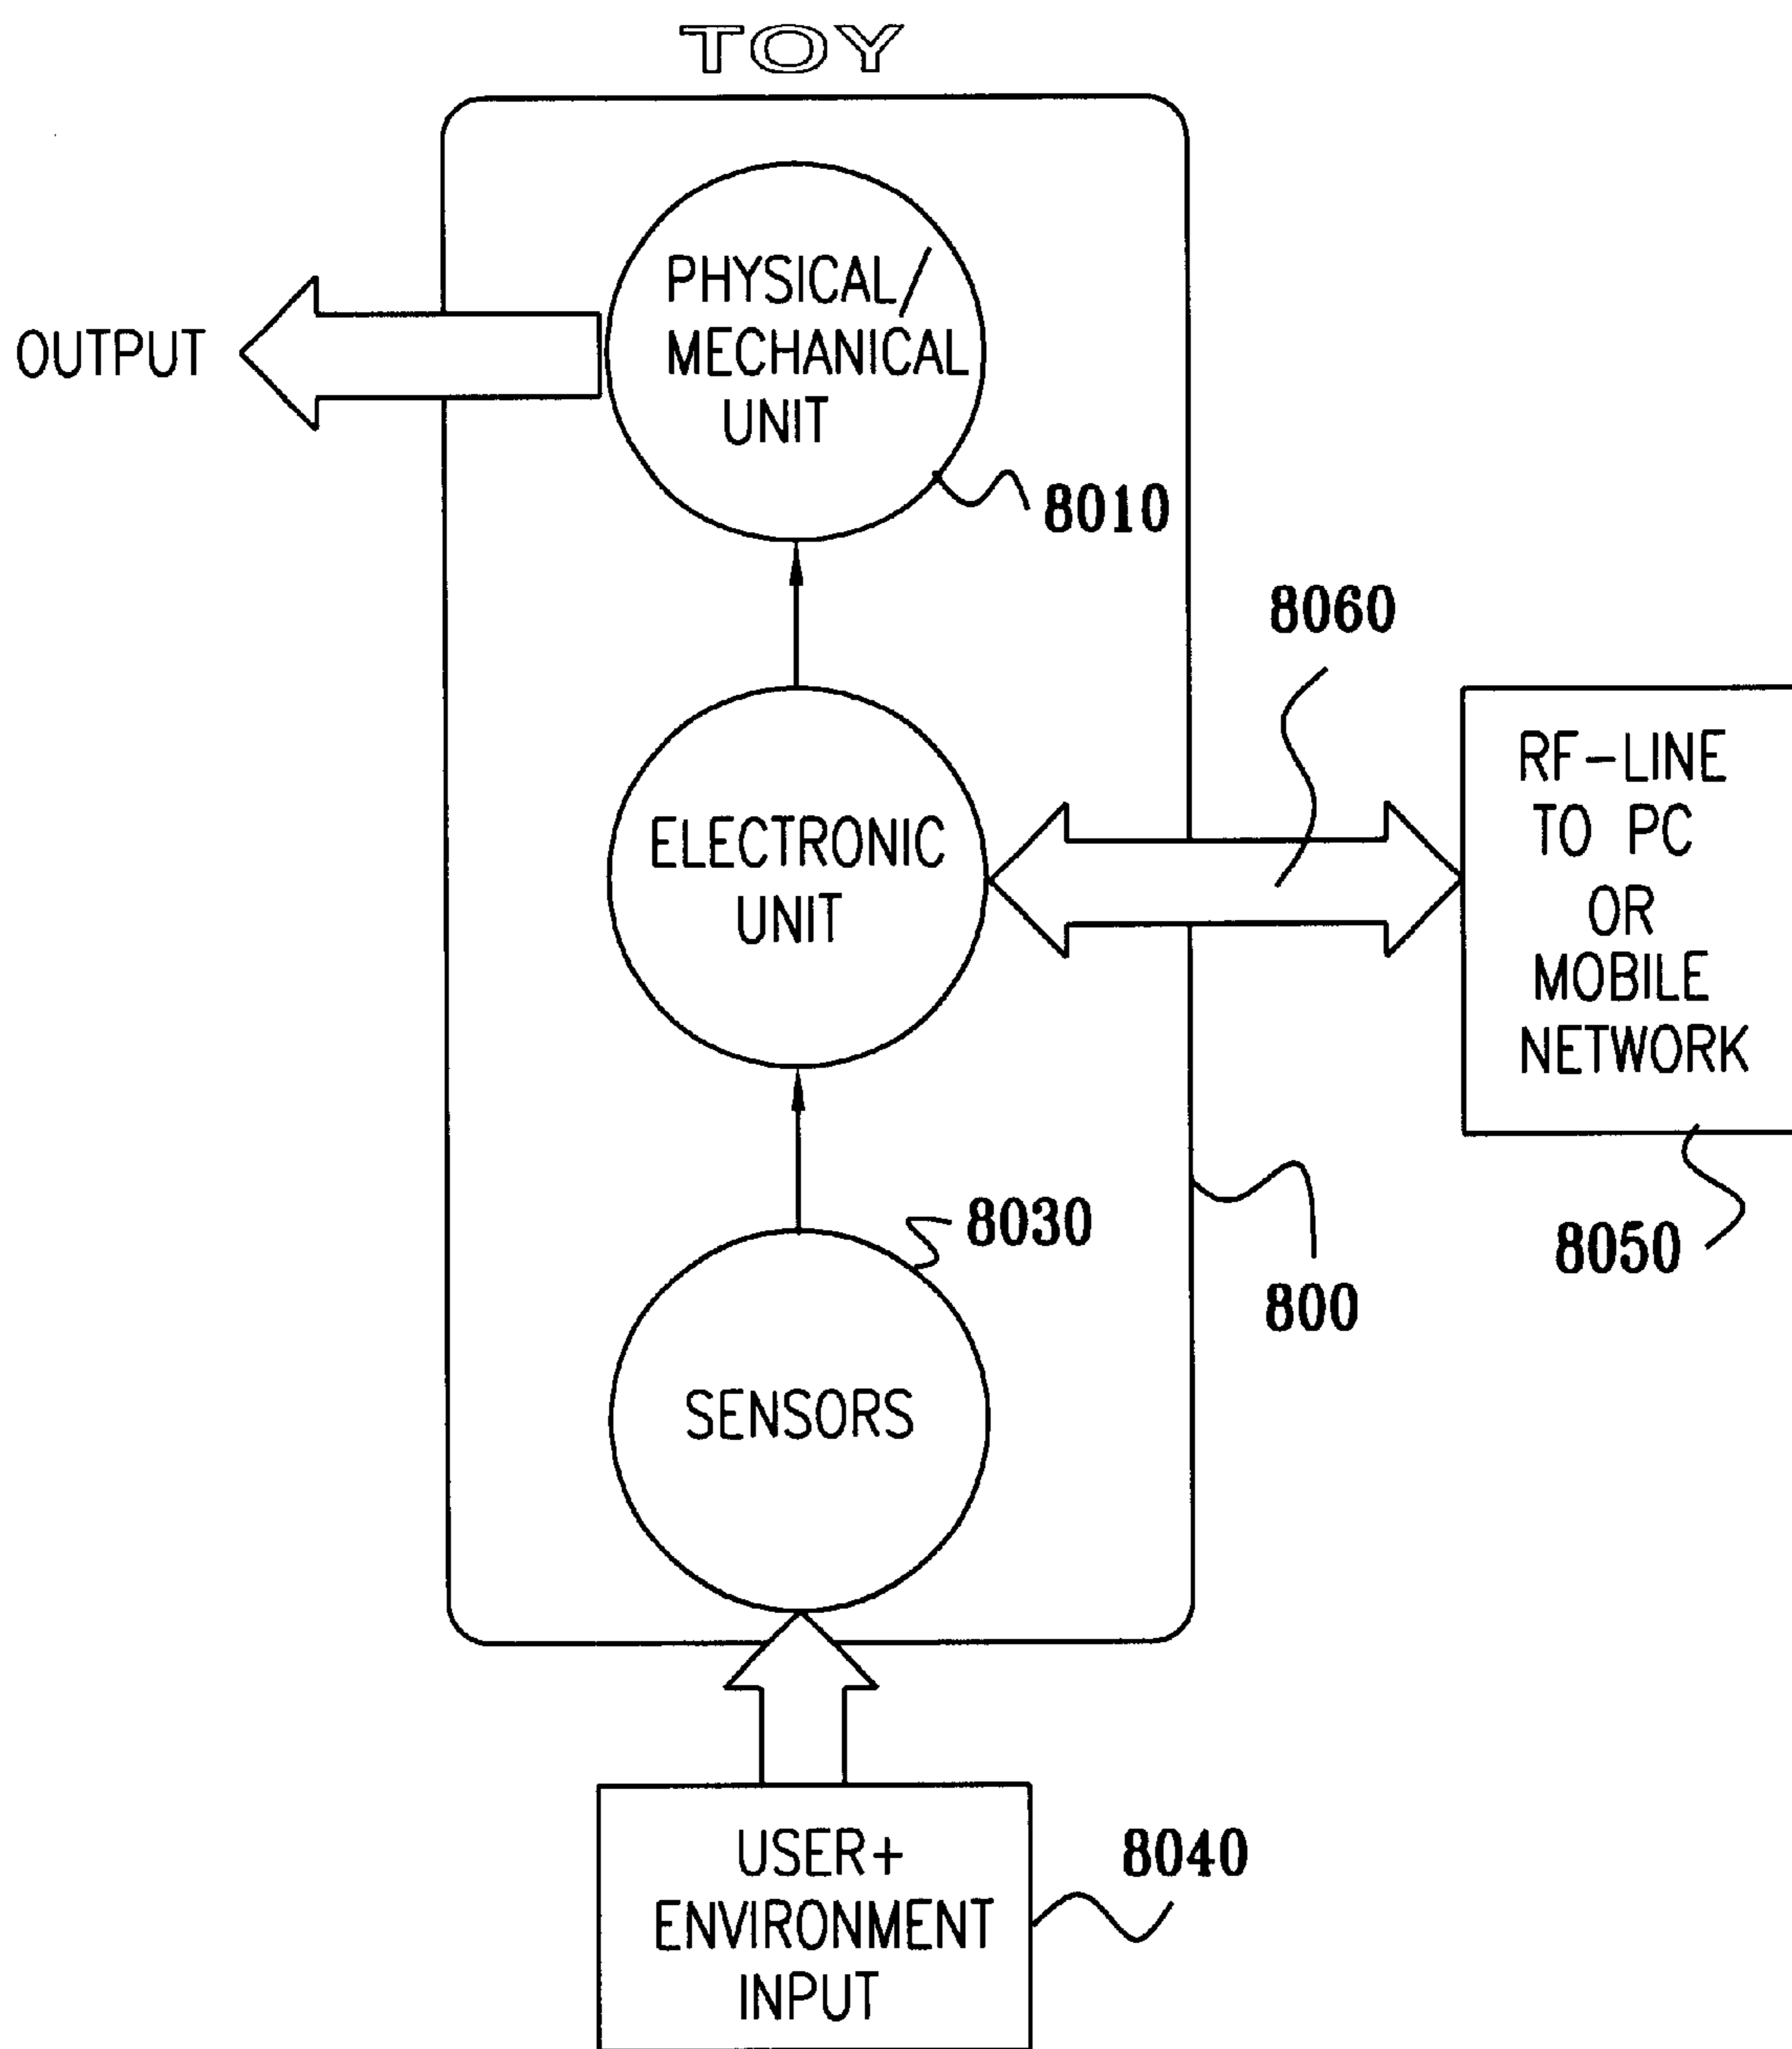 TOY
PHYSICAL/
MECHANICAL
UNIT
OUTPUT
8010
8060
RF-LINE
TO PC
OR
MOBILE
NETWORK
ELECTRONIC
UNIT
8030
8050
800
SENSORS
USER+
ENVIRONMENT
INPUT
8040